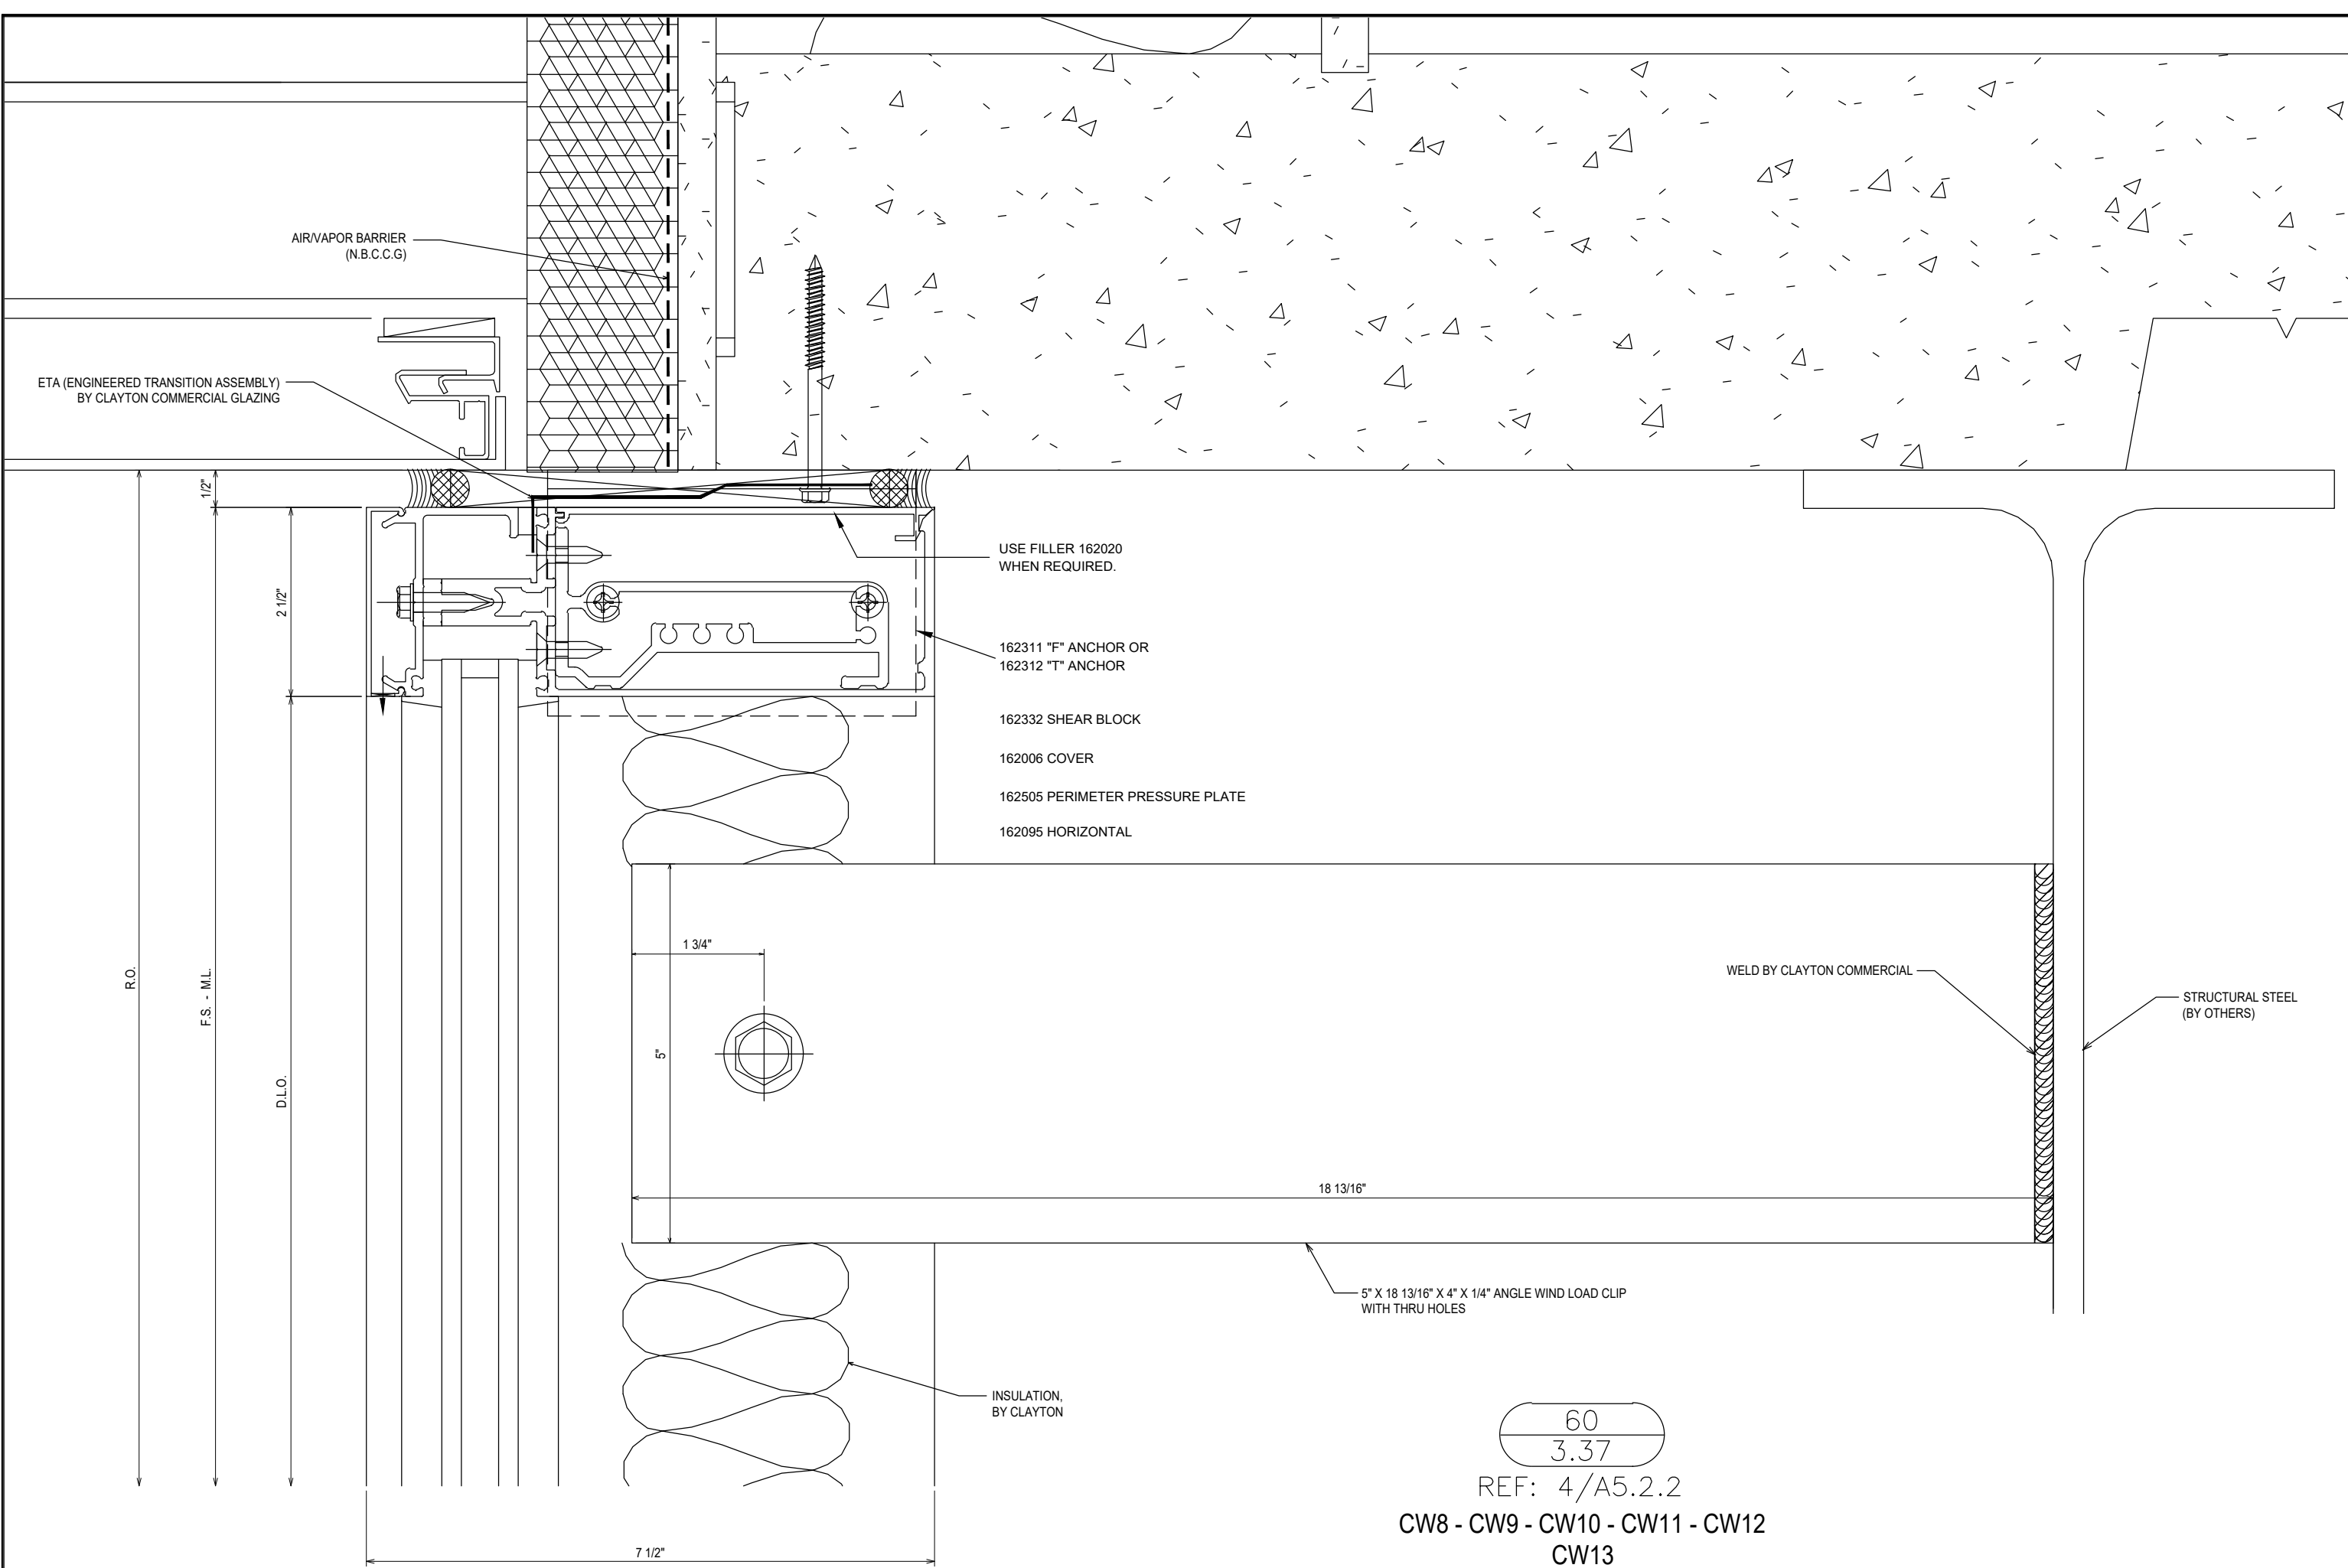 AIR/VAPOR BARRIER
(N.B.C.C.G)
ETA (ENGINEERED TRANSITION ASSEMBLY)
BY CLAYTON COMMERCIAL GLAZING
1/2"
2 1/2"
USE FILLER 162020
WHEN REQUIRED.
162311 "F" ANCHOR OR
162312 "T" ANCHOR
162332 SHEAR BLOCK
162006 COVER
162505 PERIMETER PRESSURE PLATE
162095 HORIZONTAL
R.O.
F.S. - M.L.
D.L.O.
1 3/4"
5"
WELD BY CLAYTON COMMERCIAL
STRUCTURAL STEEL
(BY OTHERS)
18 13/16"
5" X 18 13/16" X 4" X 1/4" ANGLE WIND LOAD CLIP
WITH THRU HOLES
INSULATION,
BY CLAYTON
60
3.37
REF: 4/A5.2.2
CW8 - CW9 - CW10 - CW11 - CW12
CW13
7 1/2"